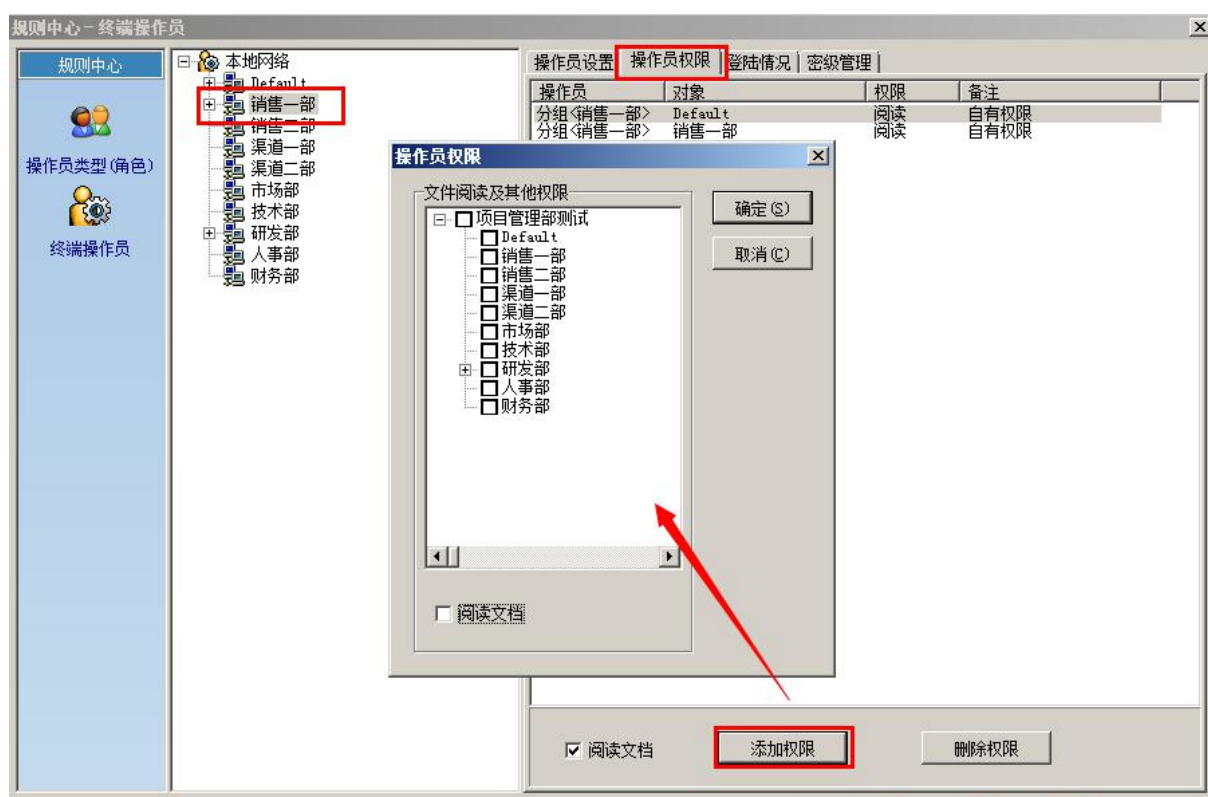 规则中心-终端操作员
规则中心
操作员类型(角色)
终端操作员
本地网络
Default
销售一部
销售二部
渠道一部
渠道二部
市场部
技术部
研发部
人事部
财务部
操作员设置 操作员权限 登陆情况 密级管理
操作员 对象 权限 备注
分组<销售一部> Default 阅读 自有权限
分组<销售一部> 销售一部 阅读 自有权限
操作员权限
文件阅读及其他权限
项目管理部测试
Default
销售一部
销售二部
渠道一部
渠道二部
市场部
技术部
研发部
人事部
财务部
阅读文档
确定(S)
取消(C)
阅读文档 添加权限 删除权限